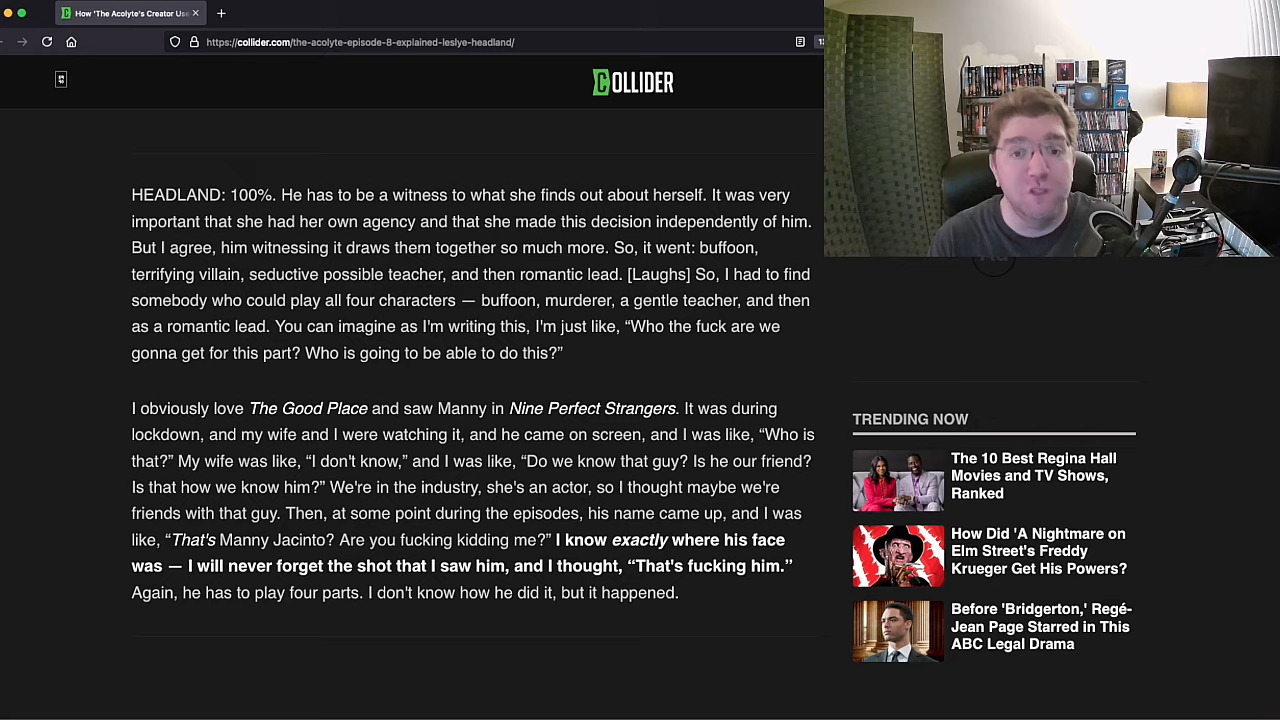 How 'The Acolyte's Creator Use
https://collider.com/the-acolyte-episode-8-explained-leslye-headland/
COLLIDER
HEADLAND: 100%. He has to be a witness to what she finds out about herself. It was very
important that she had her own agency and that she made this decision independently of him.
But I agree, him witnessing it draws them together so much more. So, it went: buffoon,
terrifying villain, seductive possible teacher, and then romantic lead. [Laughs] So, I had to find
somebody who could play all four characters — buffoon, murderer, a gentle teacher, and then
as a romantic lead. You can imagine as I'm writing this, I'm just like, “Who the fuck are we
gonna get for this part? Who is going to be able to do this?”
I obviously love The Good Place and saw Manny in Nine Perfect Strangers. It was during
lockdown, and my wife and I were watching it, and he came on screen, and I was like, “Who is
that?” My wife was like, “I don't know,” and I was like, “Do we know that guy? Is he our friend?
Is that how we know him?” We're in the industry, she's an actor, so I thought maybe we're
friends with that guy. Then, at some point during the episodes, his name came up, and I was
like, “That's Manny Jacinto? Are you fucking kidding me?” I know exactly where his face
was — I will never forget the shot that I saw him, and I thought, “That's fucking him.”
Again, he has to play four parts. I don't know how he did it, but it happened.
TRENDING NOW
The 10 Best Regina Hall
Movies and TV Shows,
Ranked
How Did 'A Nightmare on
Elm Street's Freddy
Krueger Get His Powers?
Before 'Bridgerton,' Regé-
Jean Page Starred in This
ABC Legal Drama